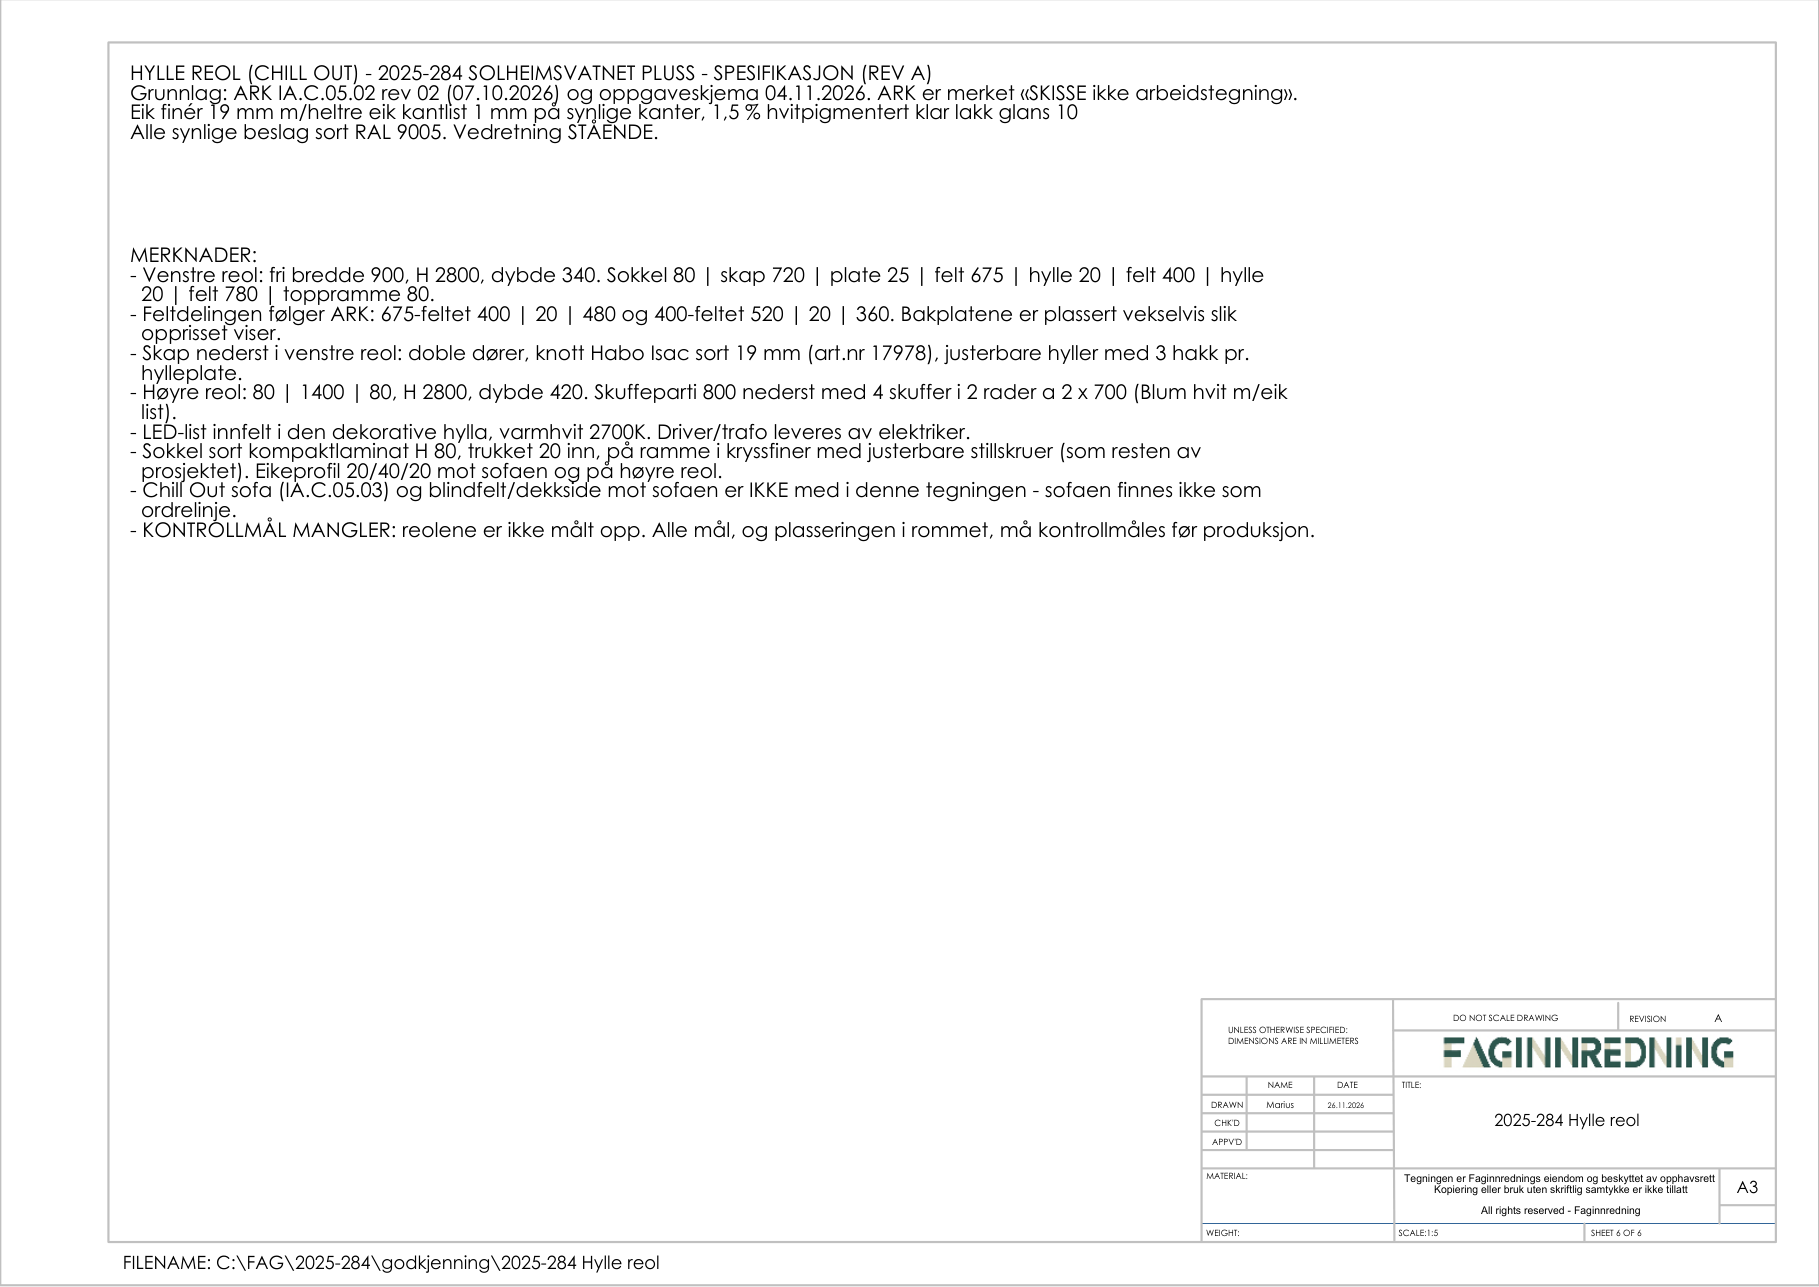 HYLLE REOL (CHILL OUT) - 2025-284 SOLHEIMSVATNET PLUSS - SPESIFIKASJON (REV A)
Grunnlag: ARK IA.C.05.02 rev 02 (07.10.2026) og oppgaveskjema 04.11.2026. ARK er merket «SKISSE ikke arbeidstegning».
Eik finér 19 mm m/heltre eik kantlist 1 mm på synlige kanter, 1,5 % hvitpigmentert klar lakk glans 10
Alle synlige beslag sort RAL 9005. Vedretning STÅENDE.
MERKNADER:
- Venstre reol: fri bredde 900, H 2800, dybde 340. Sokkel 80 | skap 720 | plate 25 | felt 675 | hylle 20 | felt 400 | hylle
20 | felt 780 | toppramme 80.
- Feltdelingen følger ARK: 675-feltet 400 | 20 | 480 og 400-feltet 520 | 20 | 360. Bakplatene er plassert vekselvis slik
opprisset viser.
- Skap nederst i venstre reol: doble dører, knott Habo Isac sort 19 mm (art.nr 17978), justerbare hyller med 3 hakk pr.
hylleplate.
- Høyre reol: 80 | 1400 | 80, H 2800, dybde 420. Skuffeparti 800 nederst med 4 skuffer i 2 rader a 2 x 700 (Blum hvit m/eik
list).
- LED-list innfelt i den dekorative hylla, varmhvit 2700K. Driver/trafo leveres av elektriker.
- Sokkel sort kompaktlaminat H 80, trukket 20 inn, på ramme i kryssfiner med justerbare stillskruer (som resten av
prosjektet). Eikeprofil 20/40/20 mot sofaen og på høyre reol.
- Chill Out sofa (IA.C.05.03) og blindfelt/dekkside mot sofaen er IKKE med i denne tegningen - sofaen finnes ikke som
ordrelinje.
- KONTROLLMÅL MANGLER: reolene er ikke målt opp. Alle mål, og plasseringen i rommet, må kontrollmåles før produksjon.
UNLESS OTHERWISE SPECIFIED:
DIMENSIONS ARE IN MILLIMETERS
DO NOT SCALE DRAWING
REVISION A
FAGINNREDNING
NAME DATE
DRAWN Marius 26.11.2026
CHK'D
APPV'D
TITLE:
2025-284 Hylle reol
MATERIAL:
Tegningen er Faginnrednings eiendom og beskyttet av opphavsrett
Kopiering eller bruk uten skriftlig samtykke er ikke tillatt
All rights reserved - Faginnredning
A3
WEIGHT:
SCALE:1:5
SHEET 6 OF 6
FILENAME: C:\FAG\2025-284\godkjenning\2025-284 Hylle reol